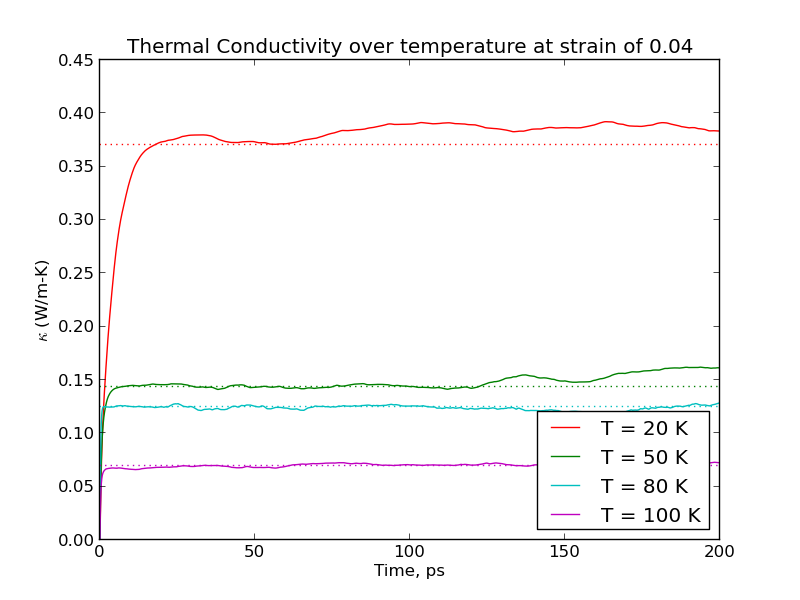 Thermal Conductivity over temperature at strain of 0.04
0.45
0.40
0.35
0.30
0.25
0.20
0.15
0.10
0.05
0.00
κ (W/m-K)
T = 20 K
T = 50 K
T = 80 K
T = 100 K
0 50 100 150 200
Time, ps